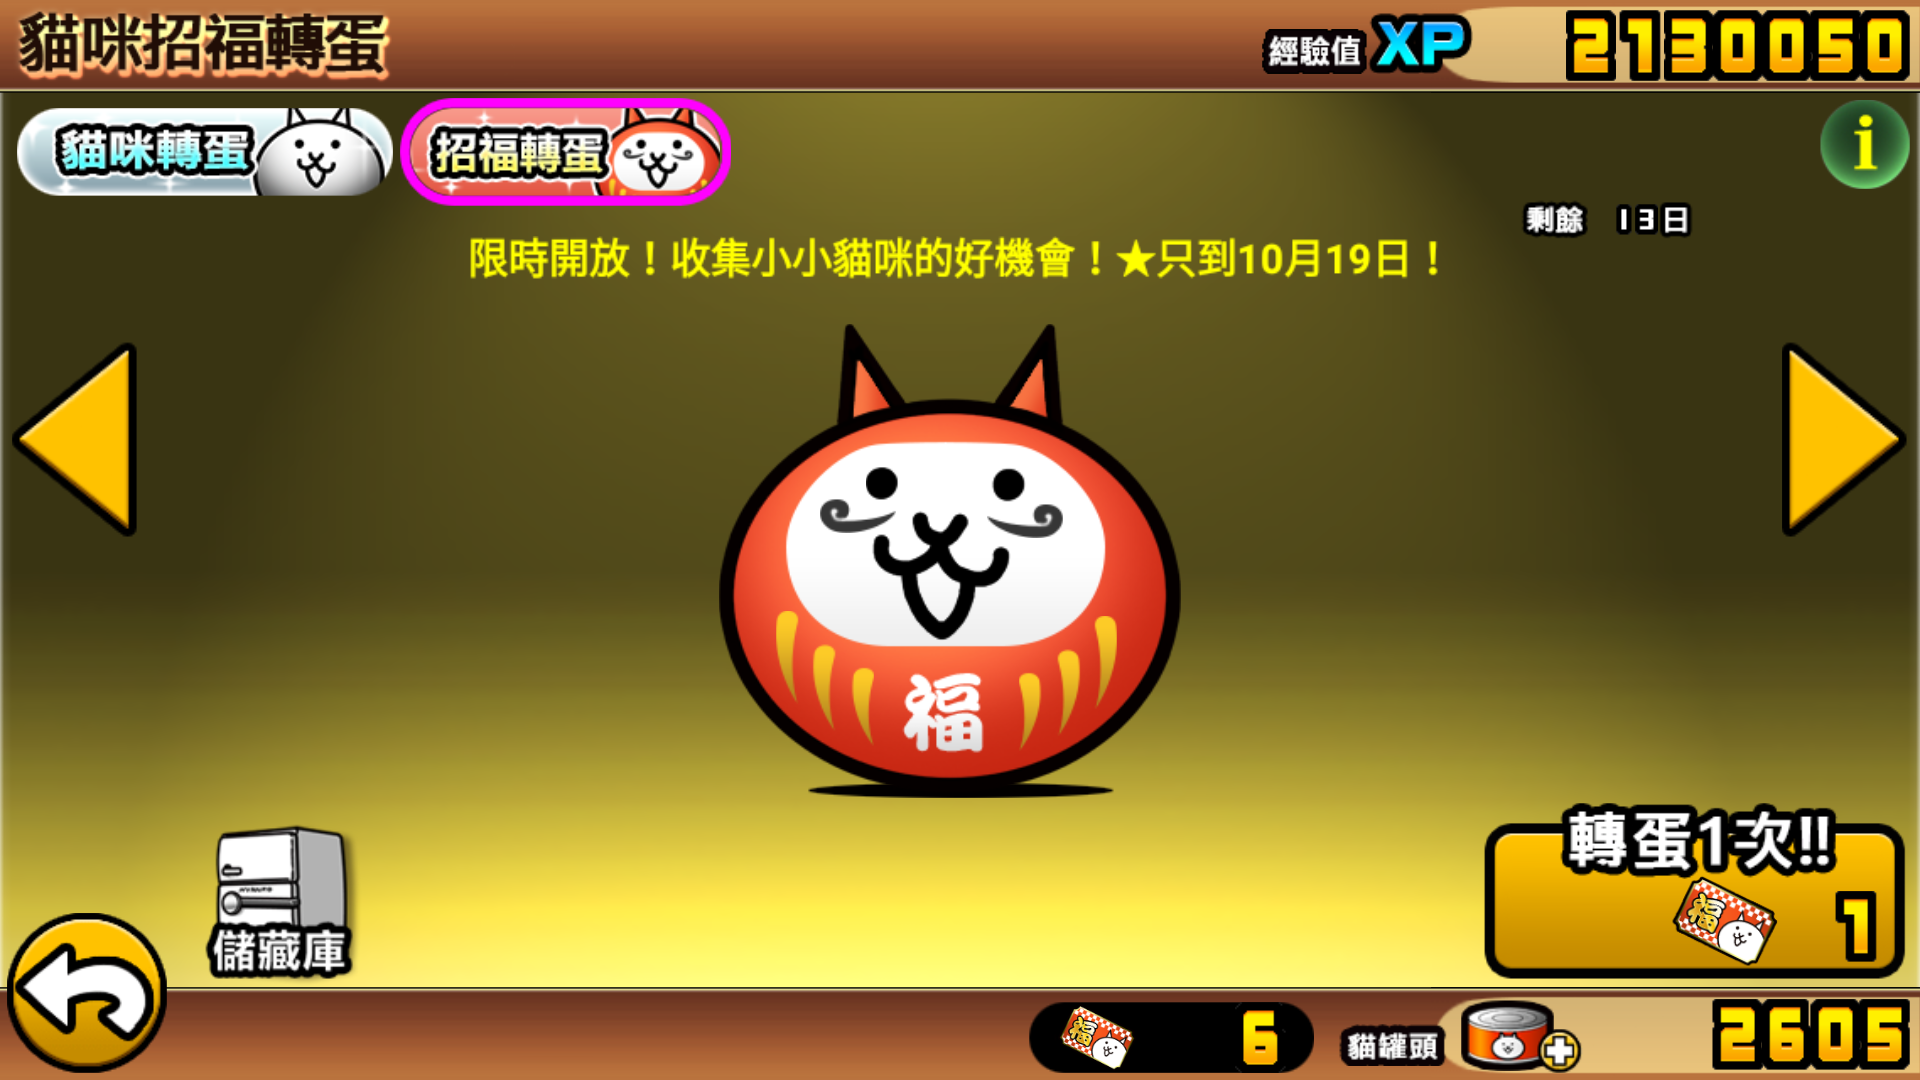 貓咪招福轉蛋
經驗值 XP 2130050
貓咪轉蛋
招福轉蛋
i
剩餘 13日
限時開放！收集小小貓咪的好機會！★只到10月19日！
福
轉蛋1次!!
福
1
儲藏庫
福
6
貓罐頭
2605